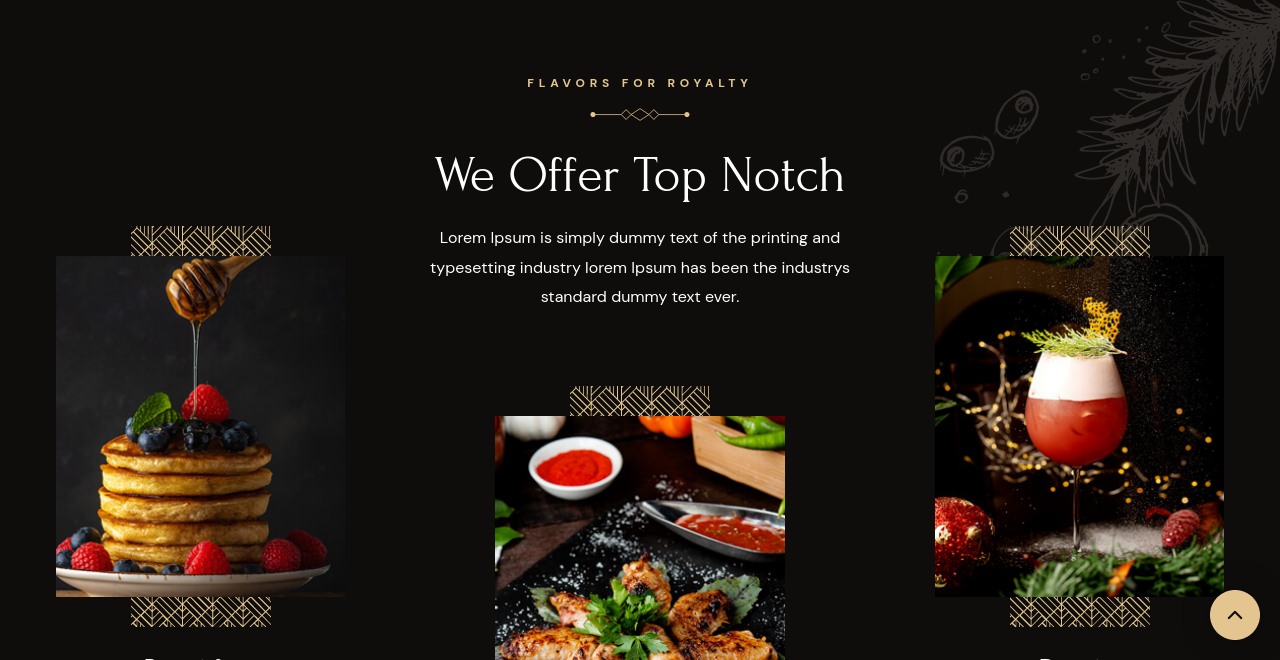 FLAVORS FOR ROYALTY
We Offer Top Notch
Lorem Ipsum is simply dummy text of the printing and
typesetting industry lorem Ipsum has been the industrys
standard dummy text ever.